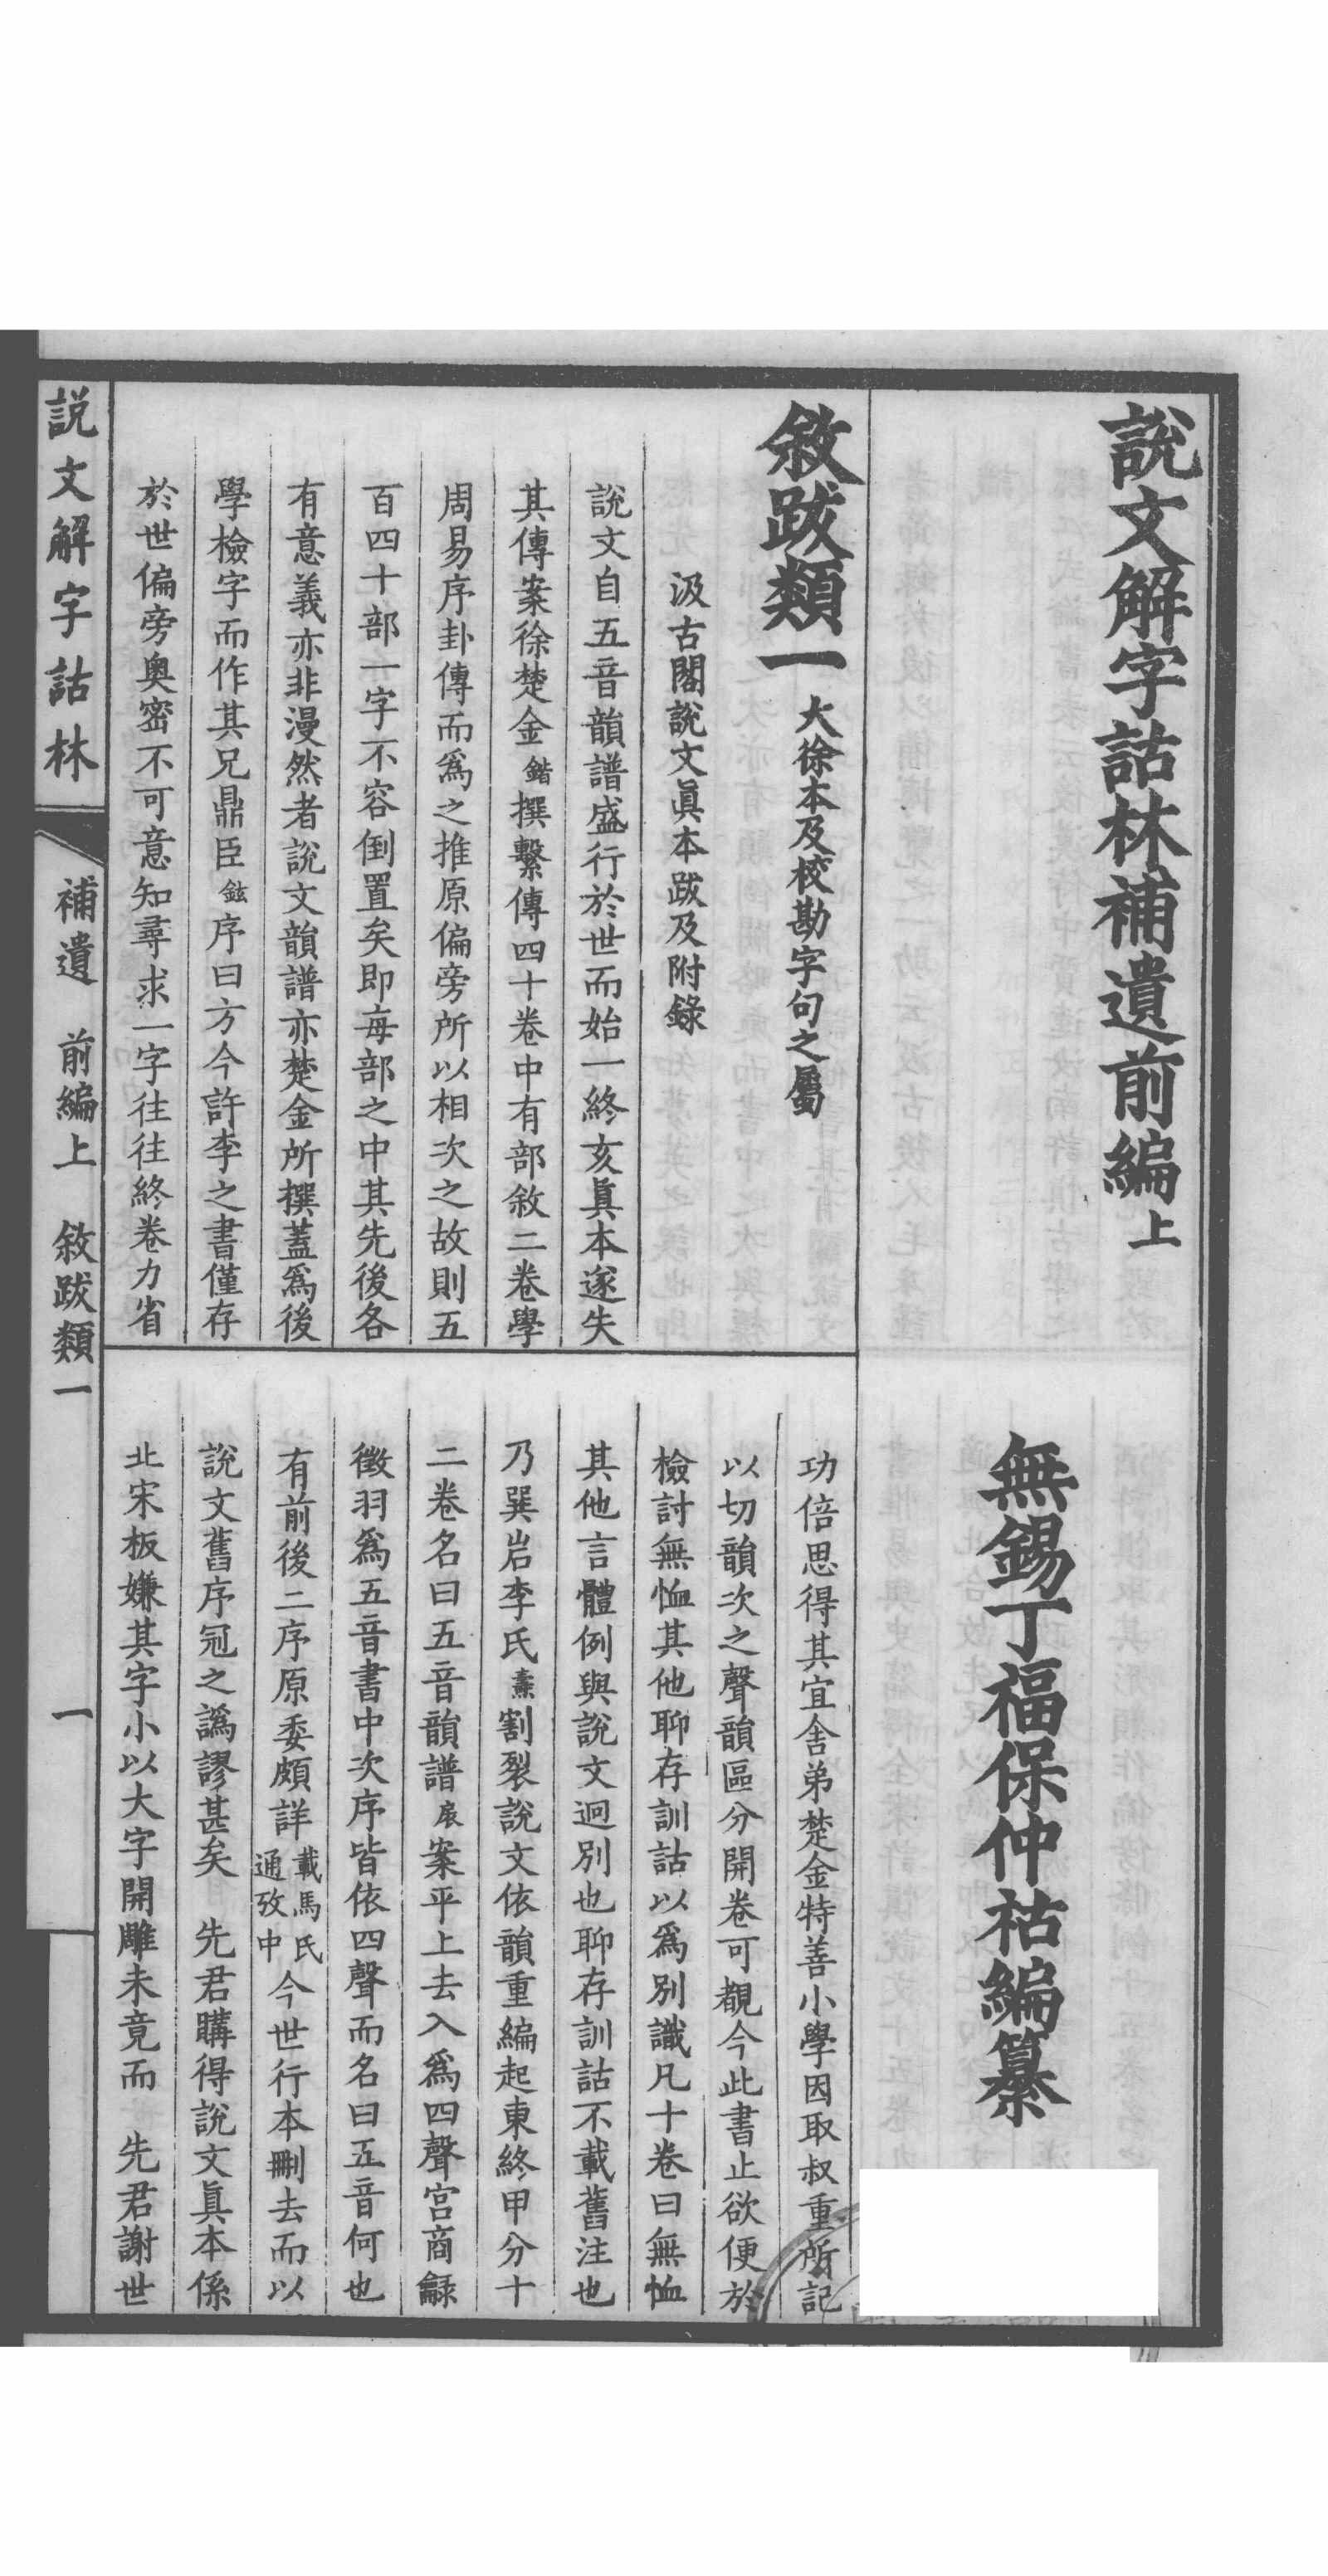 說文解字詁林補遺前編上
無錫丁福保仲祜編纂
敘跋類一 大徐本及校勘字句之屬
汲古閣說文眞本跋及附錄
說文自五音韻譜盛行於世而始一終亥眞本遂失
其傳案徐楚金鍇撰繫傳四十卷中有部敘二卷學
周易序卦傳而爲之推原偏旁所以相次之故則五
百四十部一字不容倒置矣即每部之中其先後各
有意義亦非漫然者說文韻譜亦楚金所撰蓋爲後
學檢字而作其兄鼎臣鉉序曰方今許李之書僅存
於世偏旁奧密不可意知尋求一字往往終卷力省
功倍思得其宜舍弟楚金特善小學因取叔重所記
以切韻次之聲韻區分開卷可覩今此書止欲便於
檢討無恤其他聊存訓詁以爲別識凡十卷曰無恤
其他言體例與說文迥別也聊存訓詁不載舊注也
乃巽岩李氏燾割裂說文依韻重編起東終甲分十
二卷名曰五音韻譜扆案平上去入爲四聲宮商龣
徵羽爲五音書中次序皆依四聲而名曰五音何也
有前後二序原委頗詳載馬氏通攷中今世行本刪去而以
說文舊序冠之譌謬甚矣 先君購得說文眞本係
北宋板嫌其字小以大字開雕未竟而 先君謝世
説文解字詁林 補遺 前編上 敘跋類一 一